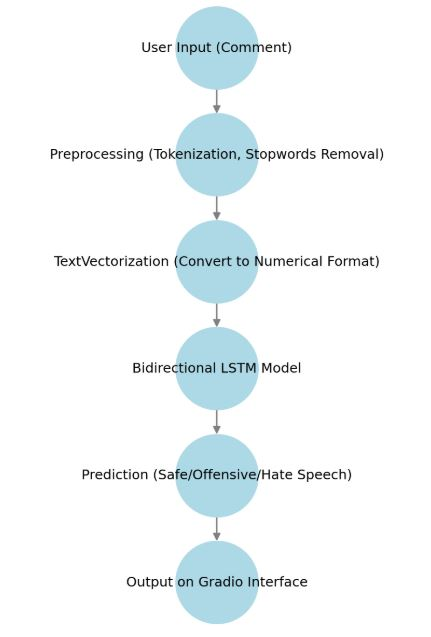 User Input (Comment)
Preprocessing (Tokenization, Stopwords Removal)
TextVectorization (Convert to Numerical Format)
Bidirectional LSTM Model
Prediction (Safe/Offensive/Hate Speech)
Output on Gradio Interface